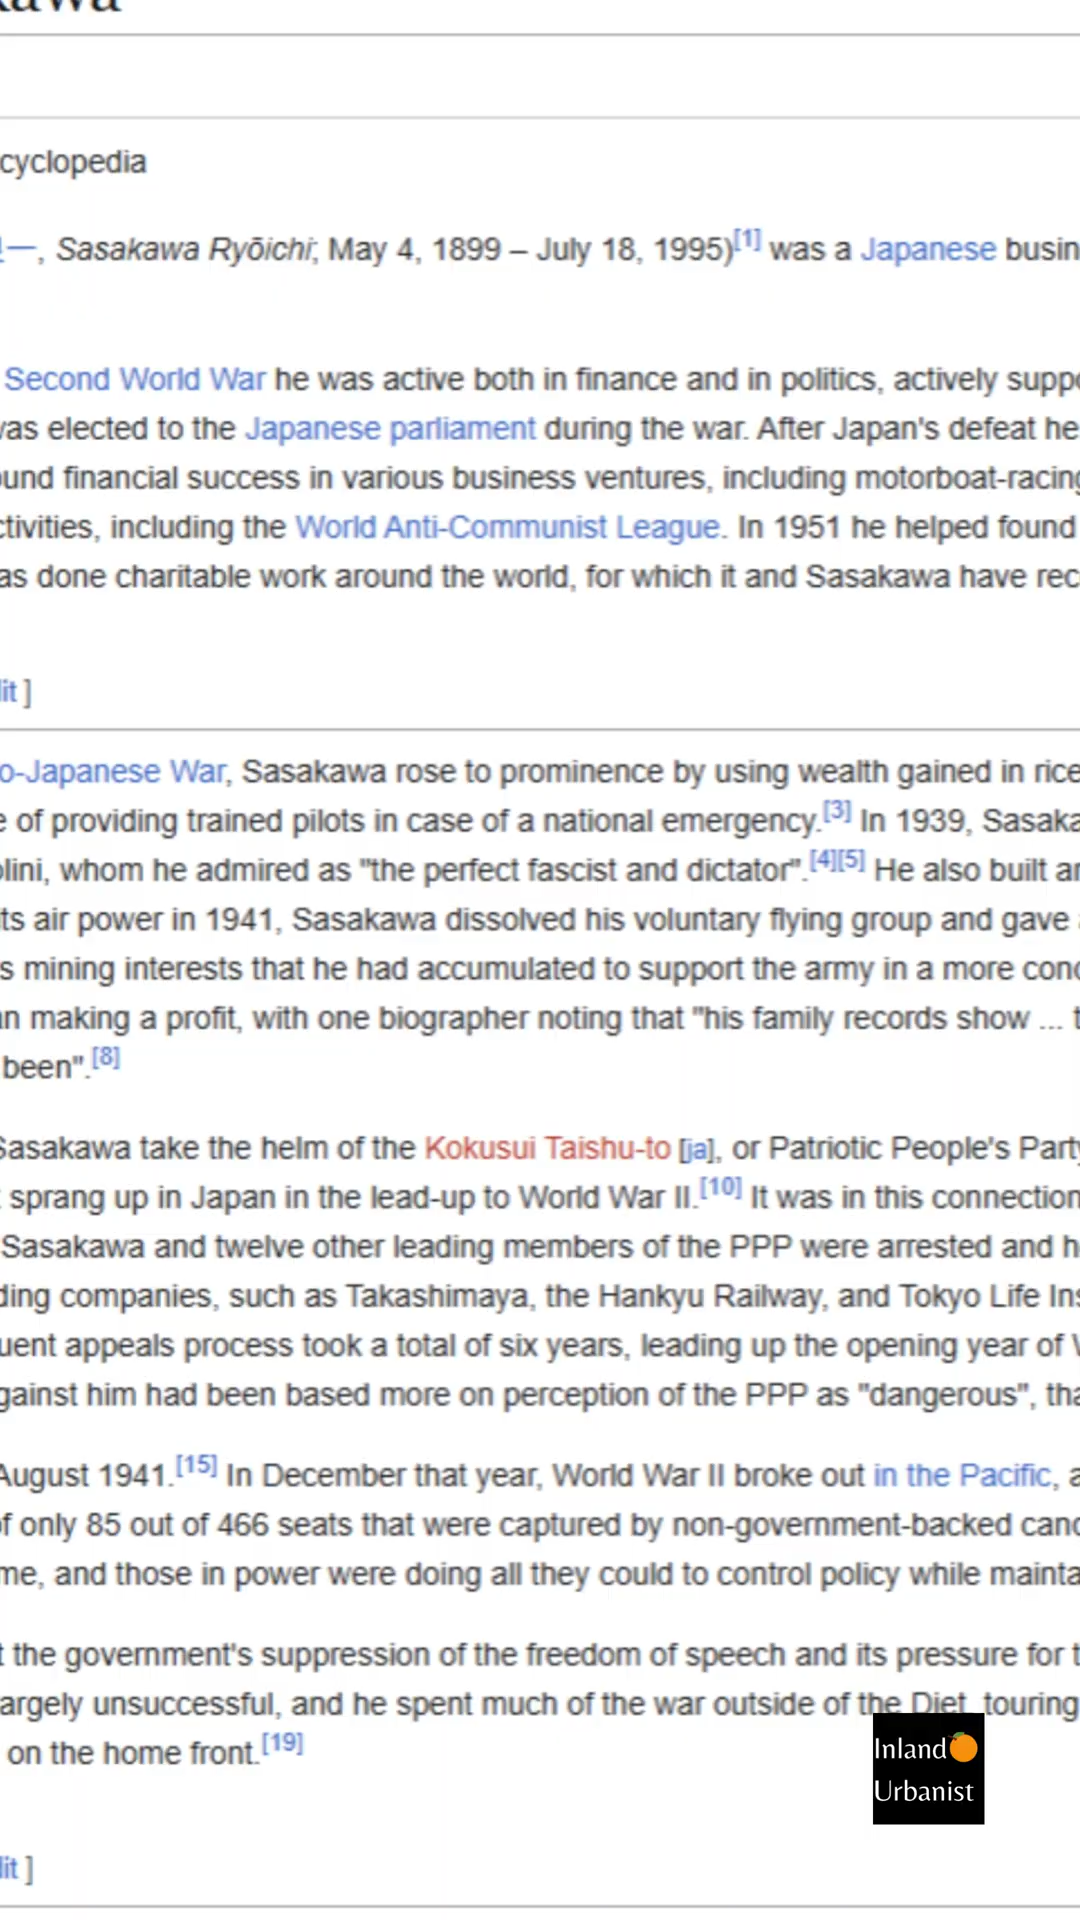 cyclopedia
一, Sasakawa Ryōichi; May 4, 1899 – July 18, 1995)[1] was a Japanese busin
Second World War he was active both in finance and in politics, actively supp
was elected to the Japanese parliament during the war. After Japan's defeat he
ound financial success in various business ventures, including motorboat-racing
ctivities, including the World Anti-Communist League. In 1951 he helped found
as done charitable work around the world, for which it and Sasakawa have rec
it ]
o-Japanese War, Sasakawa rose to prominence by using wealth gained in rice
e of providing trained pilots in case of a national emergency.[3] In 1939, Sasaka
lini, whom he admired as "the perfect fascist and dictator".[4][5] He also built a
ts air power in 1941, Sasakawa dissolved his voluntary flying group and gave
s mining interests that he had accumulated to support the army in a more conc
n making a profit, with one biographer noting that "his family records show ... t
been".[8]
Sasakawa take the helm of the Kokusui Taishu-to [ja], or Patriotic People's Party
sprang up in Japan in the lead-up to World War II.[10] It was in this connection
Sasakawa and twelve other leading members of the PPP were arrested and h
ding companies, such as Takashimaya, the Hankyu Railway, and Tokyo Life Ins
uent appeals process took a total of six years, leading up the opening year of
gainst him had been based more on perception of the PPP as "dangerous", tha
August 1941.[15] In December that year, World War II broke out in the Pacific, a
f only 85 out of 466 seats that were captured by non-government-backed canc
me, and those in power were doing all they could to control policy while mainta
t the government's suppression of the freedom of speech and its pressure for t
argely unsuccessful, and he spent much of the war outside of the Diet, touring
on the home front.[19]
Inland
Urbanist
it ]